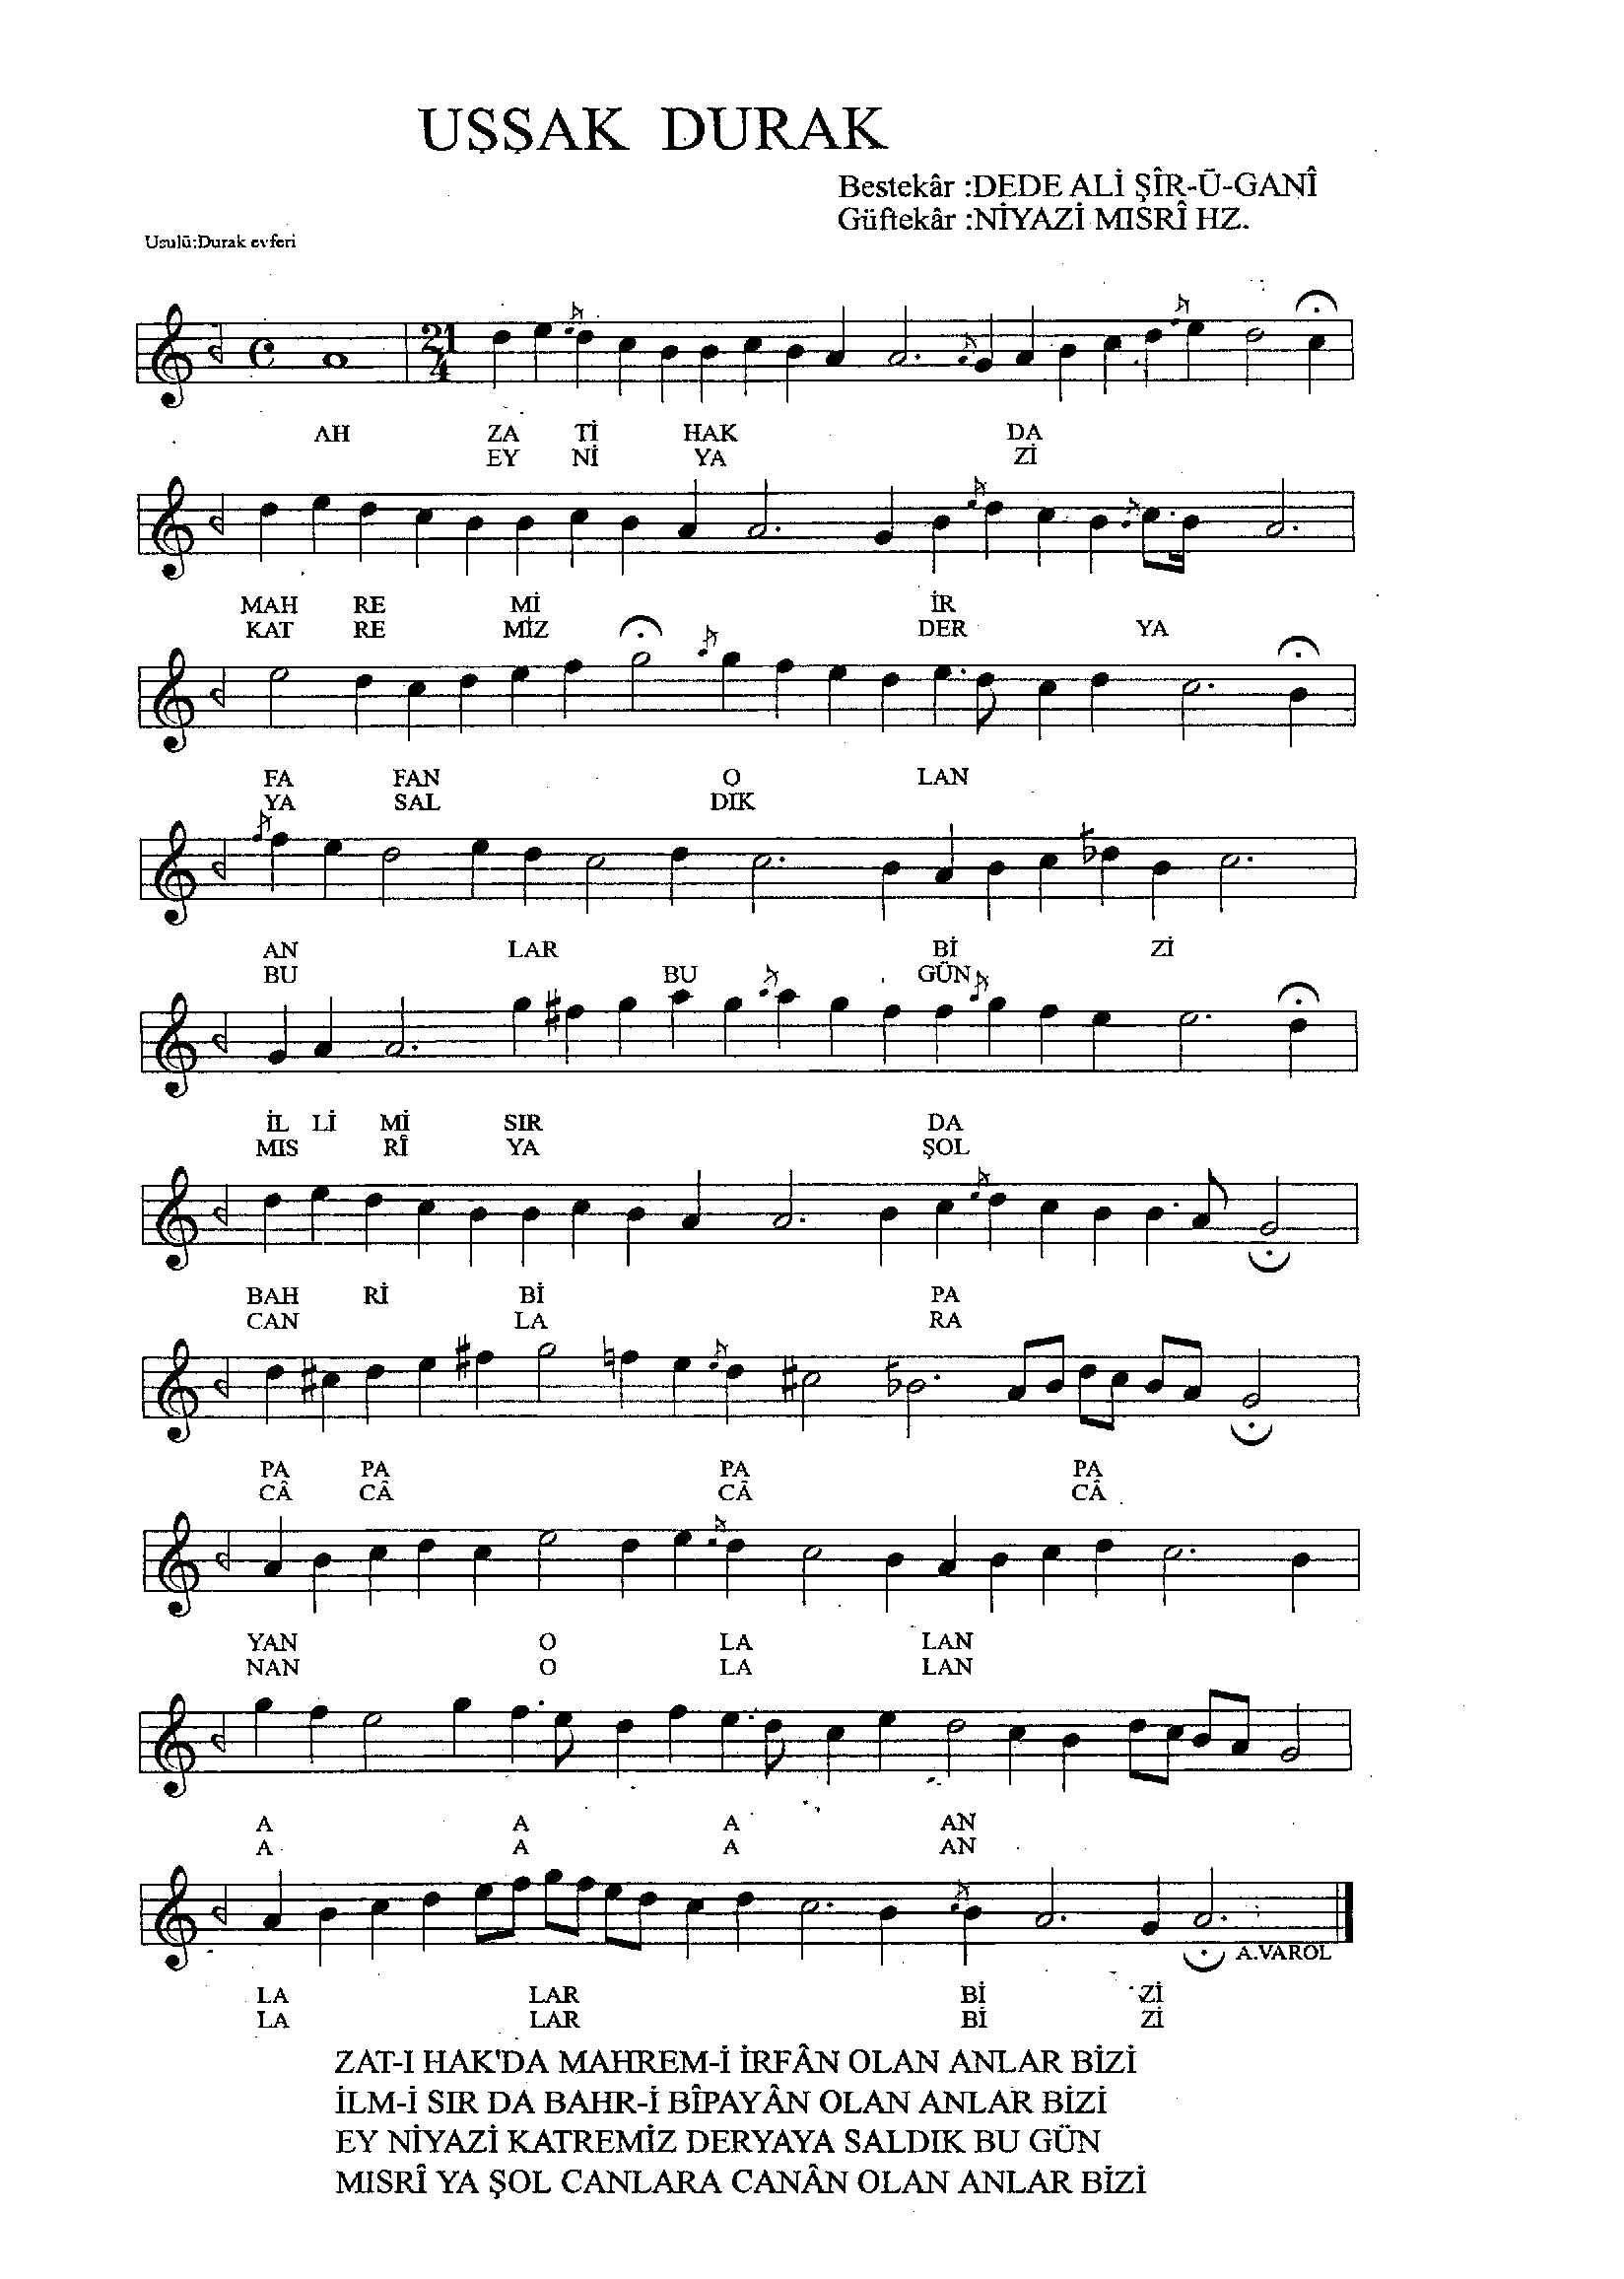 UŞŞAK DURAK
Bestekâr :DEDE ALİ ŞÎR-Ü-GANÎ
Güftekâr :NİYAZİ MISRÎ HZ.
Usulü:Durak evferi
21
4
AH ZA Tİ HAK DA
EY Nİ YA Zİ
MAH RE Mİ İR
KAT RE MİZ DER YA
FA FAN O LAN
YA SAL DIK
AN LAR Bİ Zİ
BU BU GÜN
İL Lİ Mİ SIR DA
MIS RÎ YA ŞOL
BAH Rİ Bİ PA
CAN LA RA
PA PA PA PA
CÂ CÂ CÂ CÂ
YAN O LA LAN
NAN O LA LAN
A A A AN
A A A AN
A.VAROL
LA LAR Bİ Zİ
LA LAR Bİ Zİ
ZAT-I HAK'DA MAHREM-İ İRFÂN OLAN ANLAR BİZİ
İLM-İ SIR DA BAHR-İ BÎPAYÂN OLAN ANLAR BİZİ
EY NİYAZİ KATREMİZ DERYAYA SALDIK BU GÜN
MISRÎ YA ŞOL CANLARA CANÂN OLAN ANLAR BİZİ